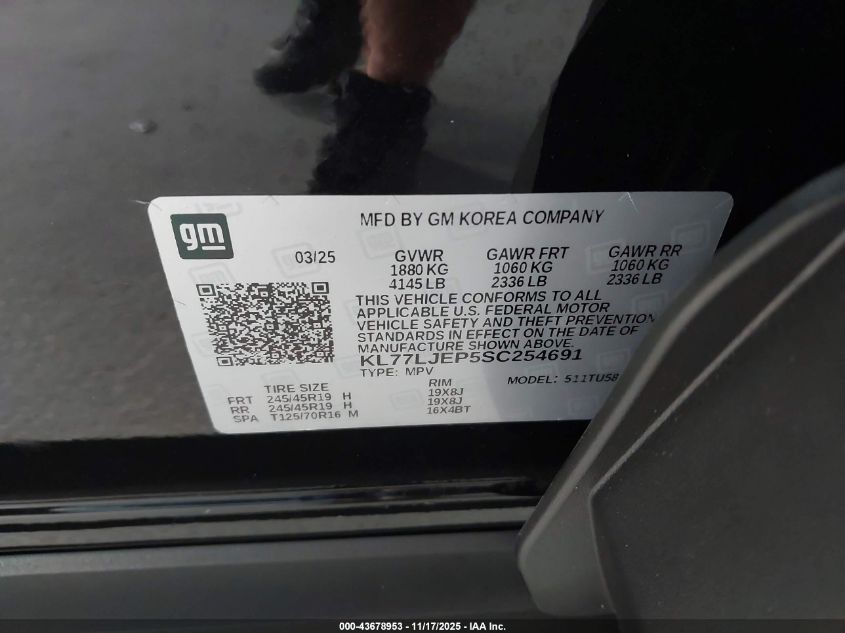 gm
MFD BY GM KOREA COMPANY
03/25
GVWR
1880 KG
4145 LB
GAWR FRT
1060 KG
2336 LB
GAWR RR
1060 KG
2336 LB
THIS VEHICLE CONFORMS TO ALL
APPLICABLE U.S. FEDERAL MOTOR
VEHICLE SAFETY AND THEFT PREVENTION
STANDARDS IN EFFECT ON THE DATE OF
MANUFACTURE SHOWN ABOVE.
KL77LJEP5SC254691
TYPE: MPV
MODEL: 511TU58
TIRE SIZE
RIM
FRT 245/45R19 H 19X8J
RR 245/45R19 H 19X8J
SPA T125/70R16 M 16X4BT
000-43678953 - 11/17/2025 - IAA Inc.